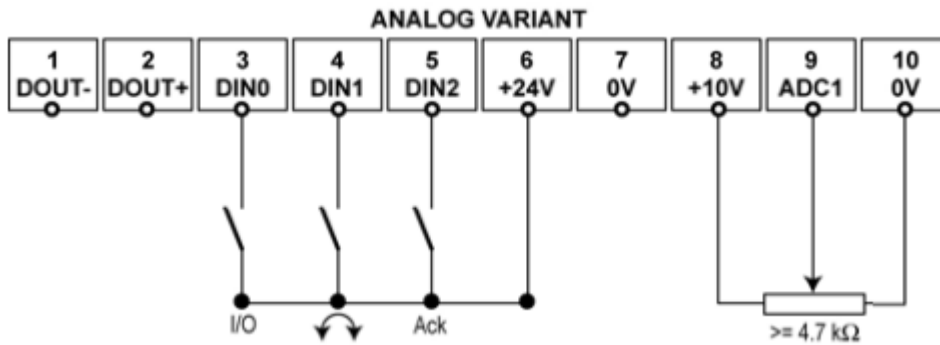 ANALOG VARIANT
1 2 3 4 5 6 7 8 9 10
DOUT- DOUT+ DIN0 DIN1 DIN2 +24V 0V +10V ADC1 0V
I/O Ack >= 4.7 kΩ